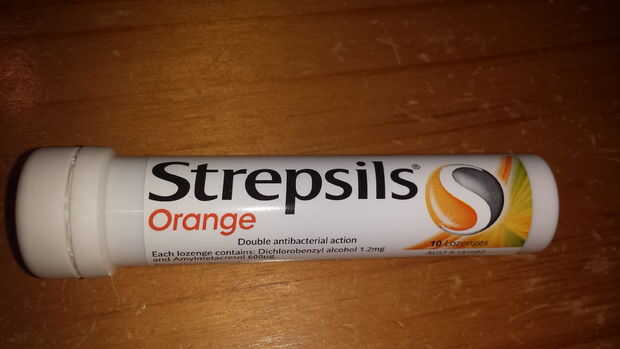 Strepsils®
Orange
Double antibacterial action
10 Lozenges
Each lozenge contains: Dichlorobenzyl alcohol 1.2mg
and Amylmetacresol 600µg